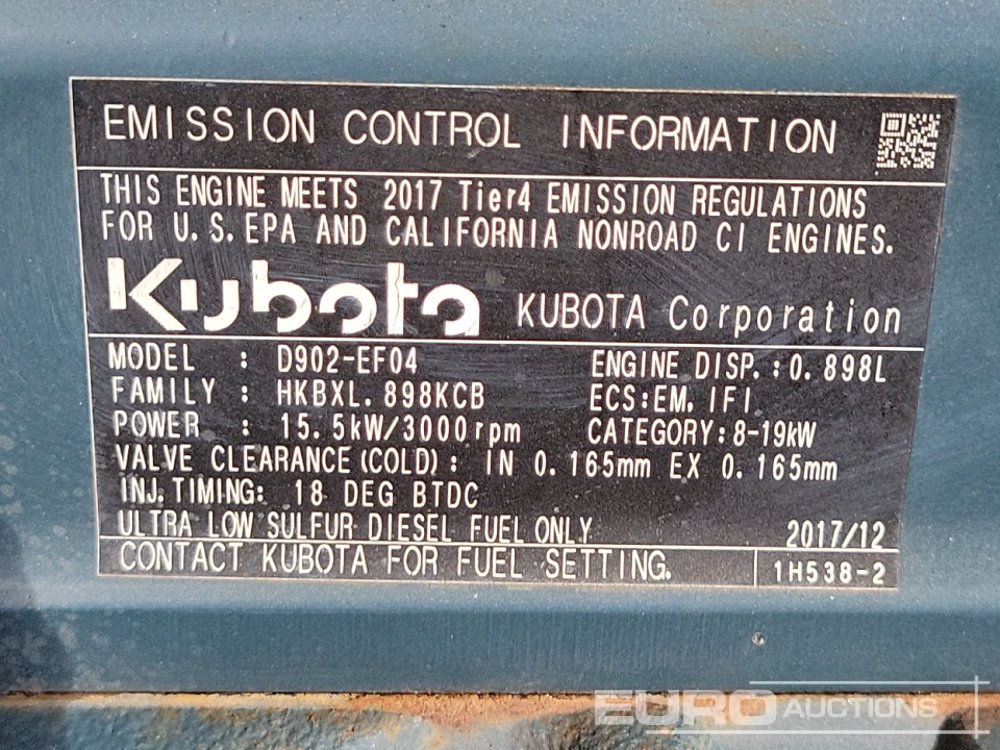 EMISSION CONTROL INFORMATION
THIS ENGINE MEETS 2017 Tier4 EMISSION REGULATIONS
FOR U.S.EPA AND CALIFORNIA NONROAD CI ENGINES.
Kubota KUBOTA Corporation
MODEL : D902-EF04 ENGINE DISP.:0.898L
FAMILY : HKBXL.898KCB ECS:EM,IFI
POWER : 15.5kW/3000rpm CATEGORY:8-19kW
VALVE CLEARANCE(COLD): IN 0.165mm EX 0.165mm
INJ.TIMING: 18 DEG BTDC
ULTRA LOW SULFUR DIESEL FUEL ONLY 2017/12
CONTACT KUBOTA FOR FUEL SETTING. 1H538-2
EURO AUCTIONS